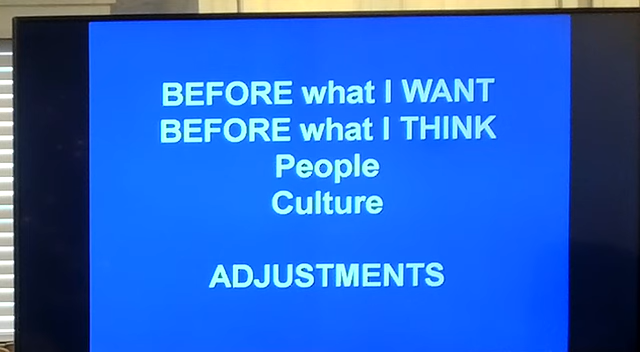 BEFORE what I WANT
BEFORE what I THINK
People
Culture
ADJUSTMENTS